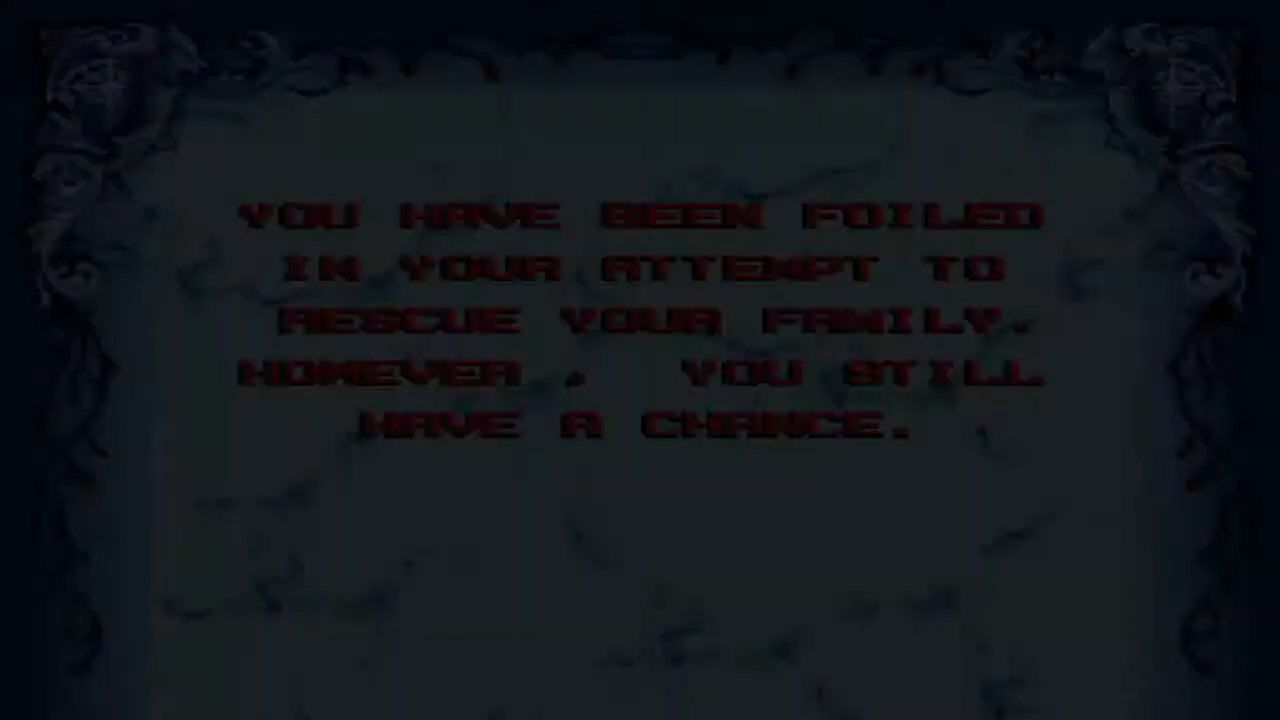 YOU HAVE BEEN FOILED
IN YOUR ATTEMPT TO
RESCUE YOUR FAMILY.
HOWEVER , YOU STILL
HAVE A CHANCE.